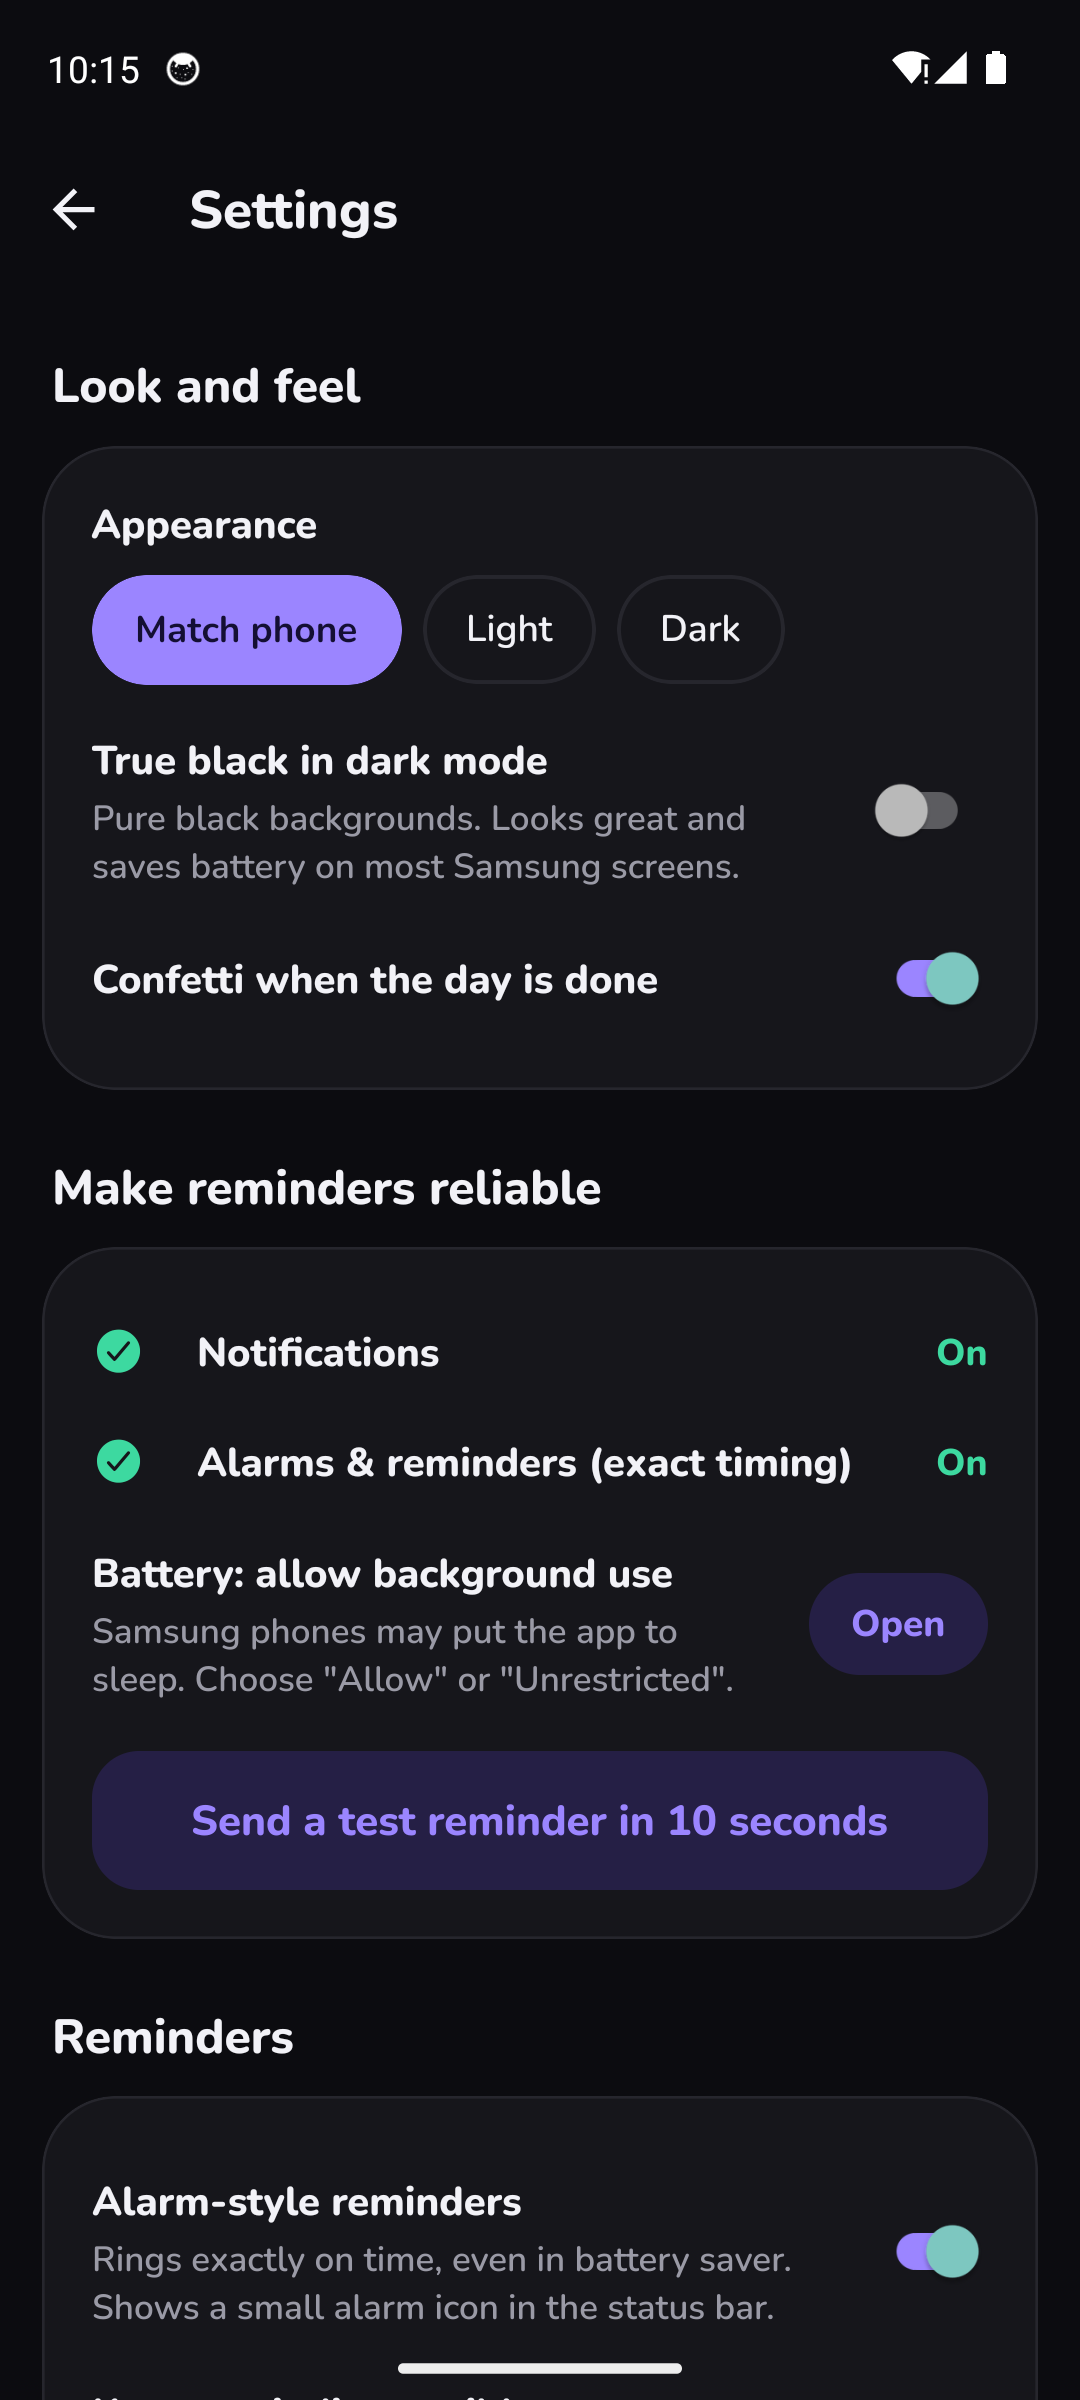 10:15
Settings
Look and feel
Appearance
Match phone
Light
Dark
True black in dark mode
Pure black backgrounds. Looks great and
saves battery on most Samsung screens.
Confetti when the day is done
Make reminders reliable
Notifications
On
Alarms & reminders (exact timing)
On
Battery: allow background use
Samsung phones may put the app to
sleep. Choose "Allow" or "Unrestricted".
Open
Send a test reminder in 10 seconds
Reminders
Alarm-style reminders
Rings exactly on time, even in battery saver.
Shows a small alarm icon in the status bar.